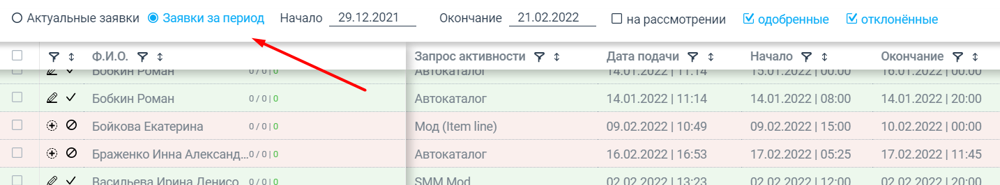 Актуальные заявки Заявки за период Начало 29.12.2021 Окончание 21.02.2022 на рассмотрении одобренные отклонённые
Ф.И.О. Запрос активности Дата подачи Начало Окончание
Бобкин Роман 0 / 0 | 0 Автокаталог 14.01.2022 | 11:14 15.01.2022 | 00:00 16.01.2022 | 00:00
Бобкин Роман 0 / 0 | 0 Автокаталог 14.01.2022 | 11:14 14.01.2022 | 08:00 14.01.2022 | 20:00
Бойкова Екатерина 0 / 0 | 0 Мод (Item line) 09.02.2022 | 10:49 09.02.2022 | 15:00 10.02.2022 | 00:00
Браженко Инна Александ... 0 / 0 | 0 Автокаталог 16.02.2022 | 16:53 17.02.2022 | 05:25 17.02.2022 | 11:45
Васильева Ирина Денисо... 0 / 0 | 0 SMM Mod 02.02.2022 | 13:23 02.02.2022 | 12:00 02.02.2022 | 20:00